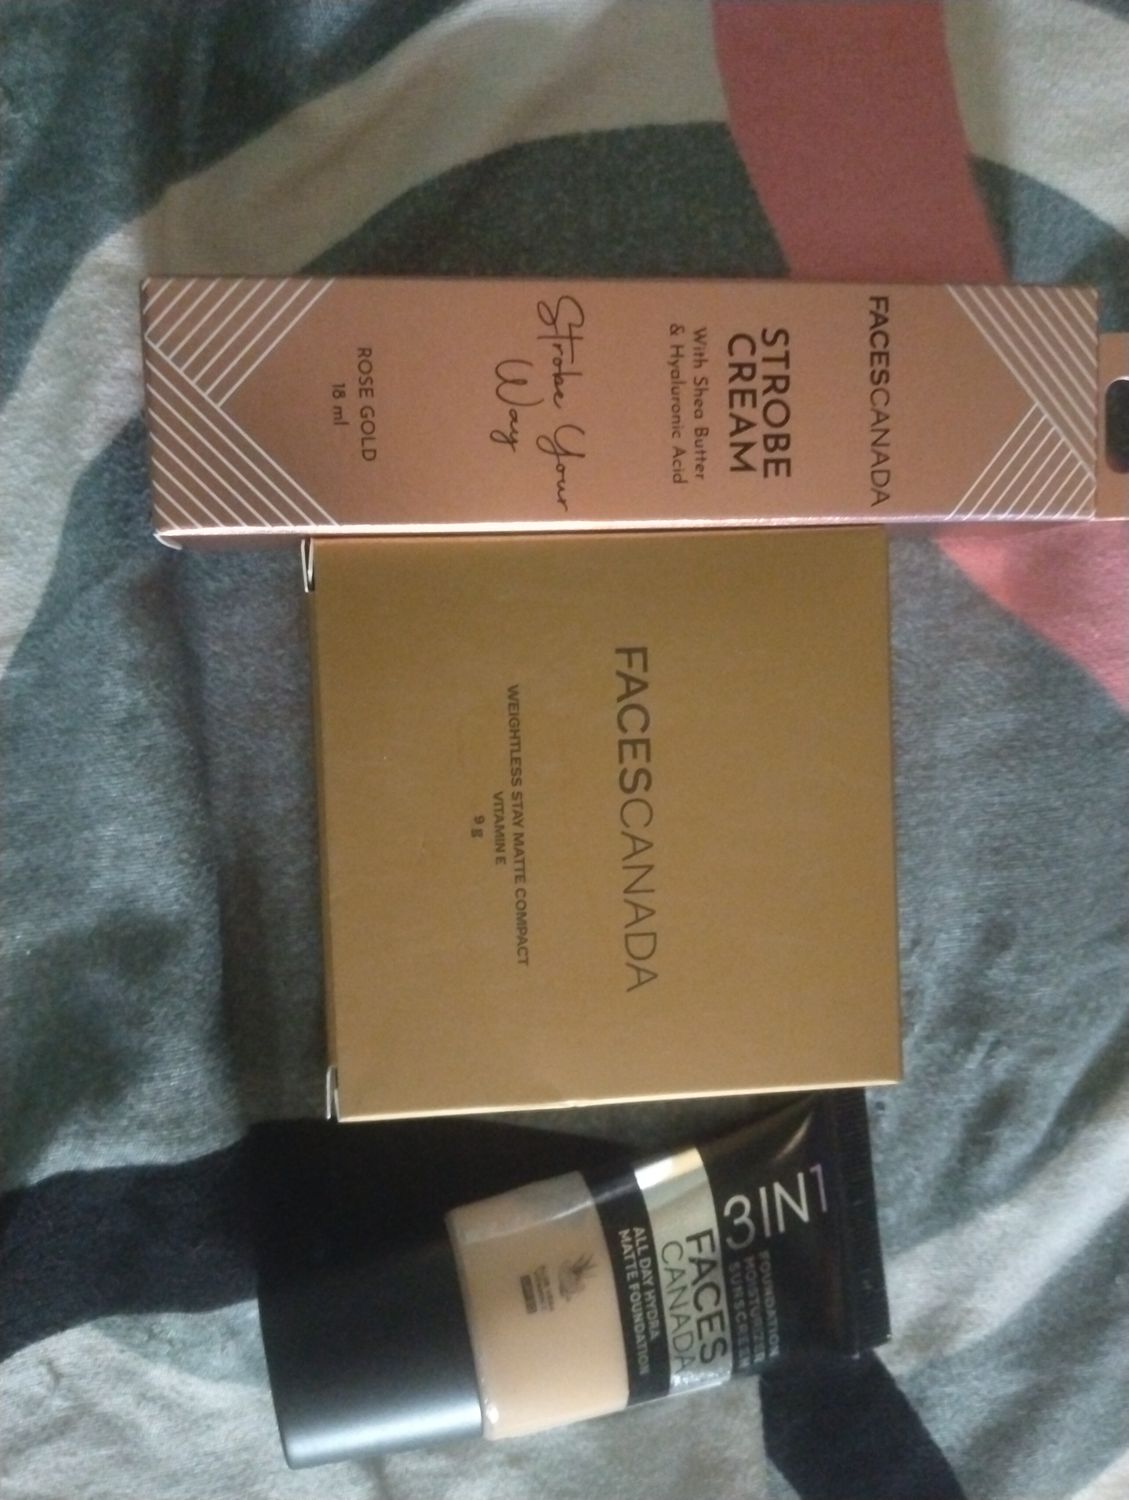 FACESCANADA
STROBE
CREAM
With Shea Butter
& Hyaluronic Acid
Strobe Your
Way
ROSE GOLD
18 ml
FACESCANADA
WEIGHTLESS STAY MATTE COMPACT
VITAMIN E
9 g
3IN1
FOUNDATION
MOISTURIZER
SUNSCREEN
FACES
CANADA
ALL DAY HYDRA
MATTE FOUNDATION